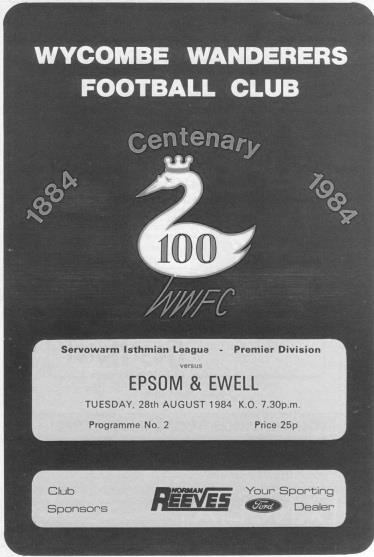 WYCOMBE WANDERERS
FOOTBALL CLUB
Centenary
1884 1984
100
WWFC
Servowarm Isthmian League - Premier Division
versus
EPSOM & EWELL
TUESDAY, 28th AUGUST 1984 K.O. 7.30p.m.
Programme No. 2 Price 25p
Club Sponsors
NORMAN REEVES
Your Sporting Ford Dealer